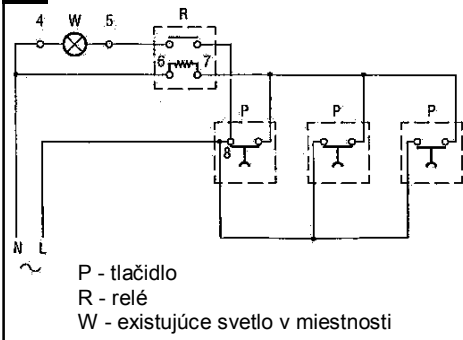 4 W 5 R
6 7
P P P
8
N L
~
P - tlačidlo
R - relé
W - existujúce svetlo v miestnosti